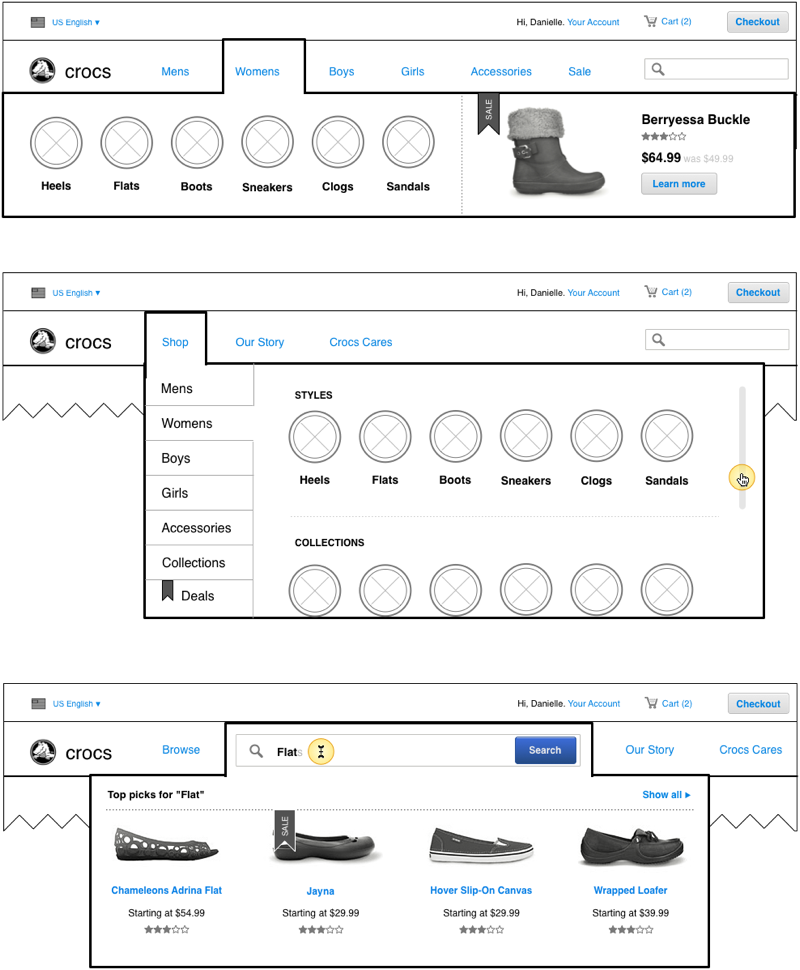 US English ▾ Hi, Danielle. Your Account Cart (2) Checkout
crocs Mens Womens Boys Girls Accessories Sale
SALE
Berryessa Buckle
$64.99 was $49.99
Learn more
Heels Flats Boots Sneakers Clogs Sandals
US English ▾ Hi, Danielle. Your Account Cart (2) Checkout
crocs Shop Our Story Crocs Cares
Mens
Womens
Boys
Girls
Accessories
Collections
Deals
STYLES
Heels Flats Boots Sneakers Clogs Sandals
COLLECTIONS
US English ▾ Hi, Danielle. Your Account Cart (2) Checkout
crocs Browse Flats Search Our Story Crocs Cares
Top picks for "Flat" Show all ▸
SALE
Chameleons Adrina Flat Jayna Hover Slip-On Canvas Wrapped Loafer
Starting at $54.99 Starting at $29.99 Starting at $29.99 Starting at $39.99